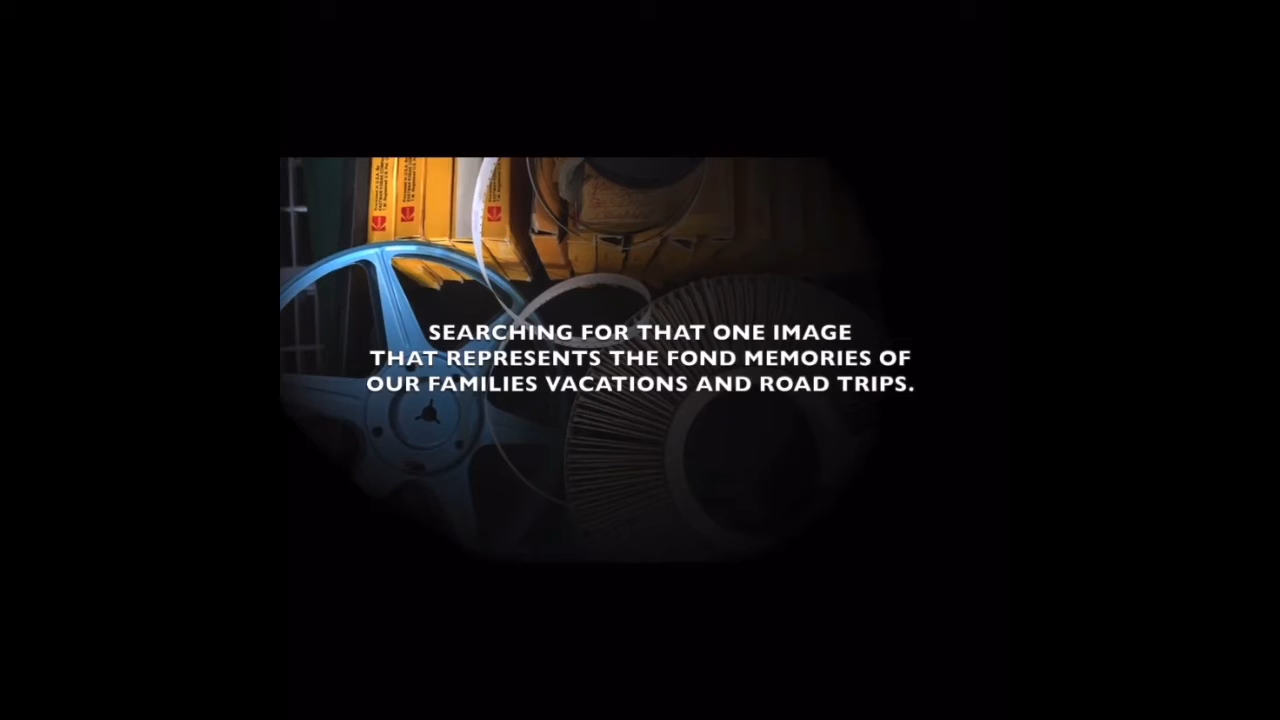 SEARCHING FOR THAT ONE IMAGE
THAT REPRESENTS THE FOND MEMORIES OF
OUR FAMILIES VACATIONS AND ROAD TRIPS.